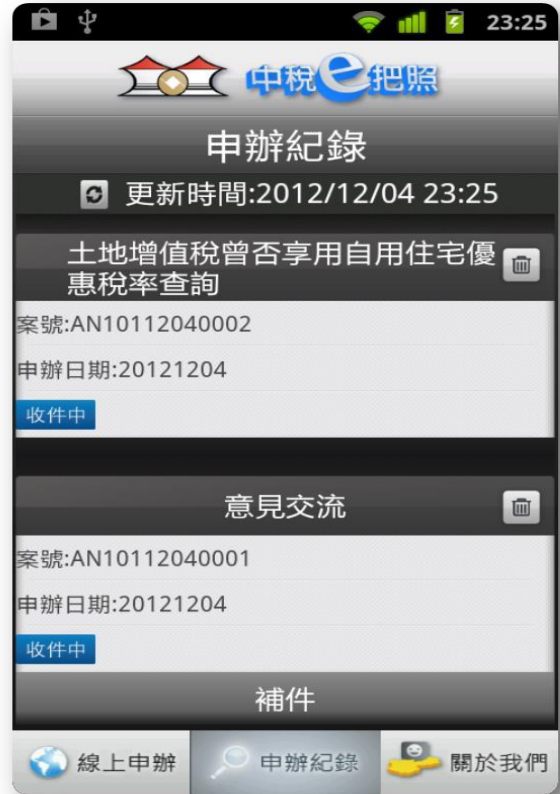 23:25
中稅e把照
申辦紀錄
更新時間:2012/12/04 23:25
土地增值稅曾否享用自用住宅優
惠稅率查詢
案號:AN10112040002
申辦日期:20121204
收件中
意見交流
案號:AN10112040001
申辦日期:20121204
收件中
補件
線上申辦
申辦紀錄
關於我們